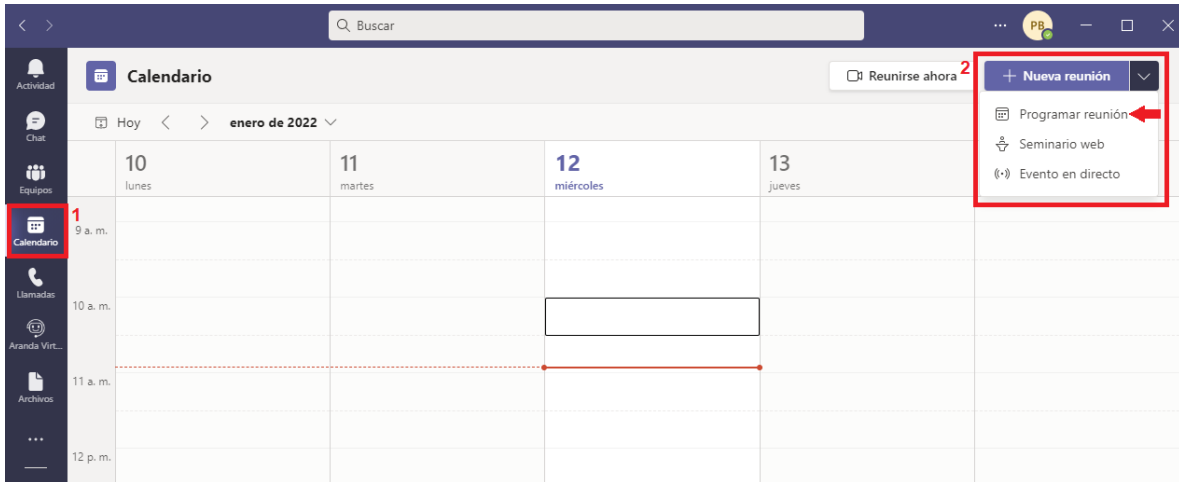 Buscar
PB
Actividad
Calendario
Reunirse ahora
2
Nueva reunión
Hoy
enero de 2022
Programar reunión
Seminario web
Evento en directo
Chat
Equipos
10
lunes
11
martes
12
miércoles
13
jueves
1
Calendario
9 a. m.
Llamadas
10 a. m.
Aranda Virt...
11 a. m.
Archivos
12 p. m.